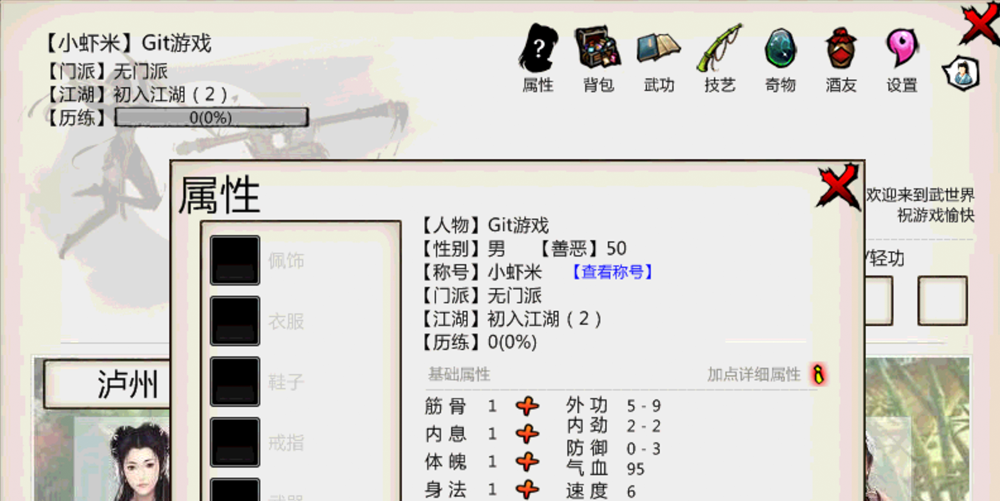 【小虾米】Git游戏
【门派】无门派
【江湖】初入江湖（2）
【历练】0(0%)
属性 背包 武功 技艺 奇物 酒友 设置
属性
欢迎来到武世界
祝游戏愉快
/轻功
佩饰
衣服
鞋子
戒指
【人物】Git游戏
【性别】男 【善恶】50
【称号】小虾米 【查看称号】
【门派】无门派
【江湖】初入江湖（2）
【历练】0(0%)
基础属性 加点详细属性
筋骨 1 外功 5 - 9
内息 1 内劲 2 - 2
防御 0 - 3
体魄 1 气血 95
身法 1 速度 6
泸州